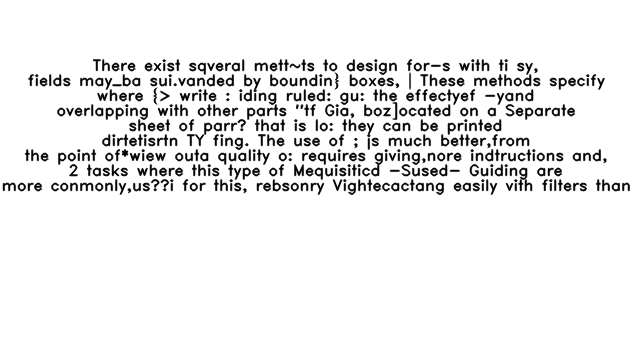 There exist sqveral mett~ts to design for-s with ti sy,
fields may_ba sui.vanded by boundin} boxes, | These methods specify
where {> write : iding ruled: gu: the effectyef -yand
overlapping with other parts "tf Gia, boz]ocated on a Separate
sheet of parr? that is lo: they can be printed
dirtetisrtn TY fing. The use of ; js much better,from
the point of*wiew outa quality o: requires giving,nore indtructions and,
2 tasks where this type of Mequisiticd -Sused- Guiding are
more conmonly,us??i for this, rebsonry Vightecactang easily vith filters than